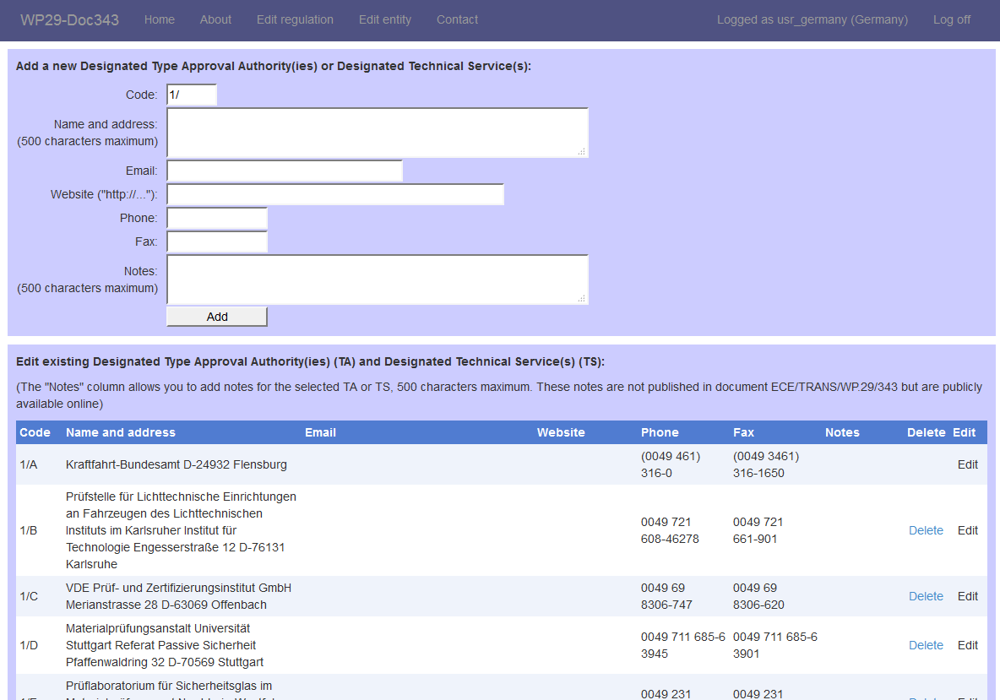 WP29-Doc343 Home About Edit regulation Edit entity Contact Logged as usr_germany (Germany) Log off
Add a new Designated Type Approval Authority(ies) or Designated Technical Service(s):
Code: 1/
Name and address:
(500 characters maximum)
Email:
Website ("http://..."):
Phone:
Fax:
Notes:
(500 characters maximum)
Add
Edit existing Designated Type Approval Authority(ies) (TA) and Designated Technical Service(s) (TS):
(The "Notes" column allows you to add notes for the selected TA or TS, 500 characters maximum. These notes are not published in document ECE/TRANS/WP.29/343 but are publicly
available online)
Code Name and address Email Website Phone Fax Notes Delete Edit
1/A Kraftfahrt-Bundesamt D-24932 Flensburg (0049 461) (0049 3461) Edit
316-0 316-1650
Prüfstelle für Lichttechnische Einrichtungen
an Fahrzeugen des Lichttechnischen
1/B Instituts im Karlsruher Institut für 0049 721 0049 721 Delete Edit
Technologie Engesserstraße 12 D-76131 608-46278 661-901
Karlsruhe
1/C VDE Prüf- und Zertifizierungsinstitut GmbH 0049 69 0049 69 Delete Edit
Merianstrasse 28 D-63069 Offenbach 8306-747 8306-620
Materialprüfungsanstalt Universität
1/D Stuttgart Referat Passive Sicherheit 0049 711 685-6 0049 711 685-6 Delete Edit
Pfaffenwaldring 32 D-70569 Stuttgart 3945 3901
Prüflaboratorium für Sicherheitsglas im
0049 231 0049 231